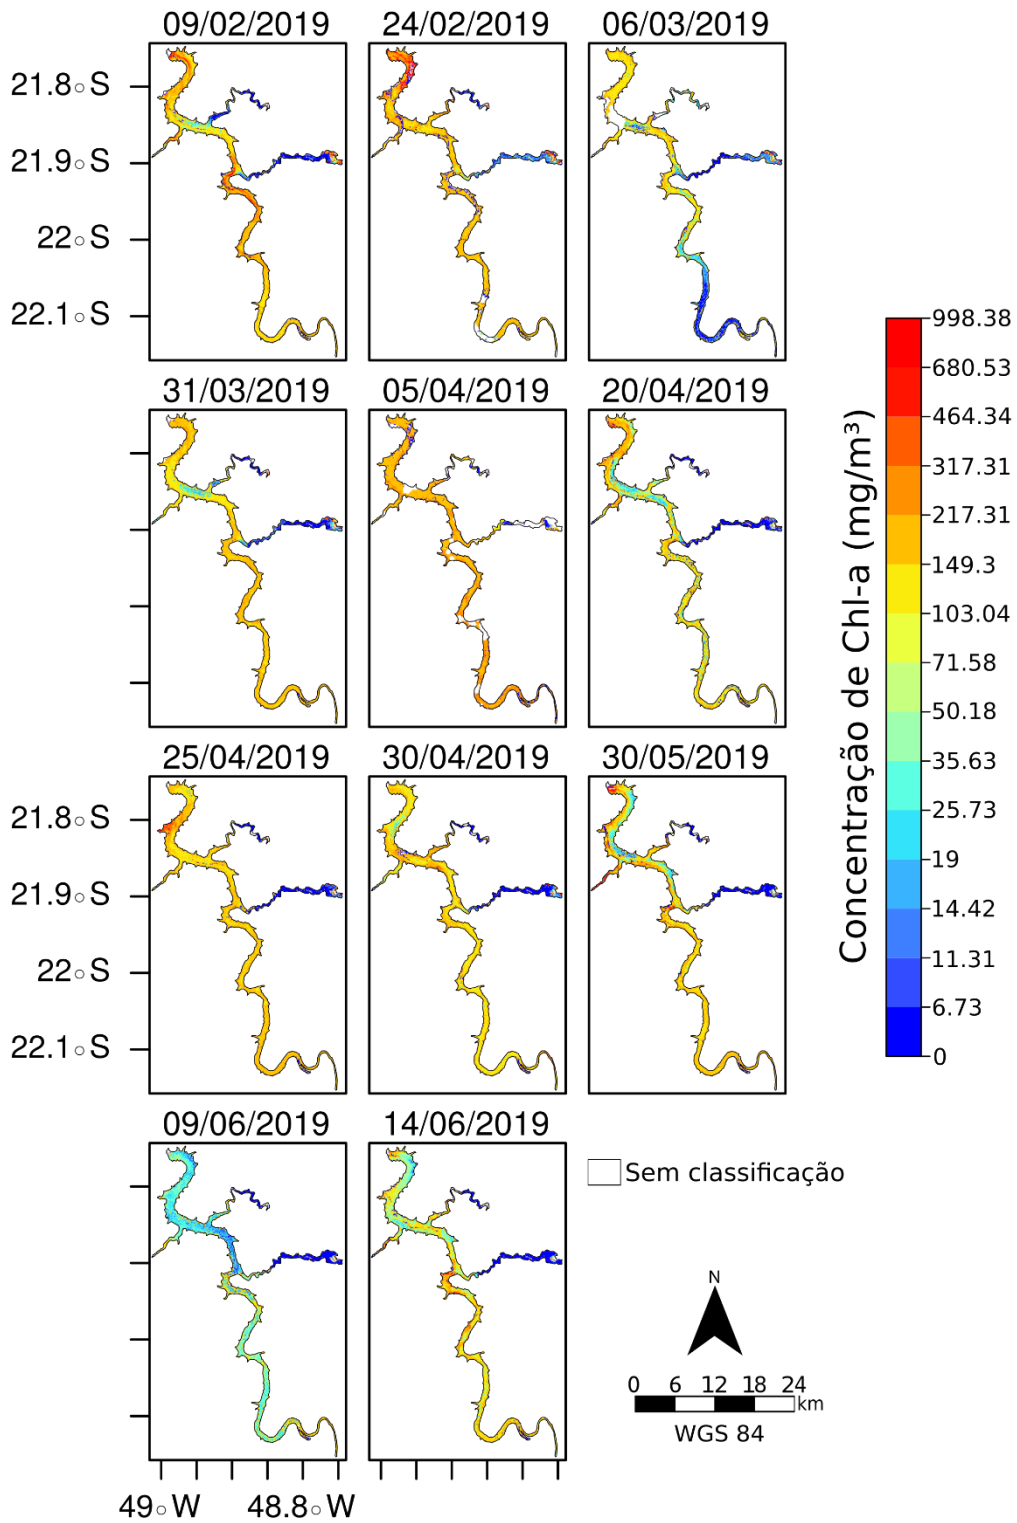 09/02/2019
24/02/2019
06/03/2019
21.8◦S
21.9◦S
22◦S
22.1◦S
31/03/2019
05/04/2019
20/04/2019
25/04/2019
30/04/2019
30/05/2019
21.8◦S
21.9◦S
22◦S
22.1◦S
09/06/2019
14/06/2019
49◦W
48.8◦W
Concentração de Chl-a (mg/m³)
998.38
680.53
464.34
317.31
217.31
149.3
103.04
71.58
50.18
35.63
25.73
19
14.42
11.31
6.73
0
Sem classificação
N
0 6 12 18 24
km
WGS 84